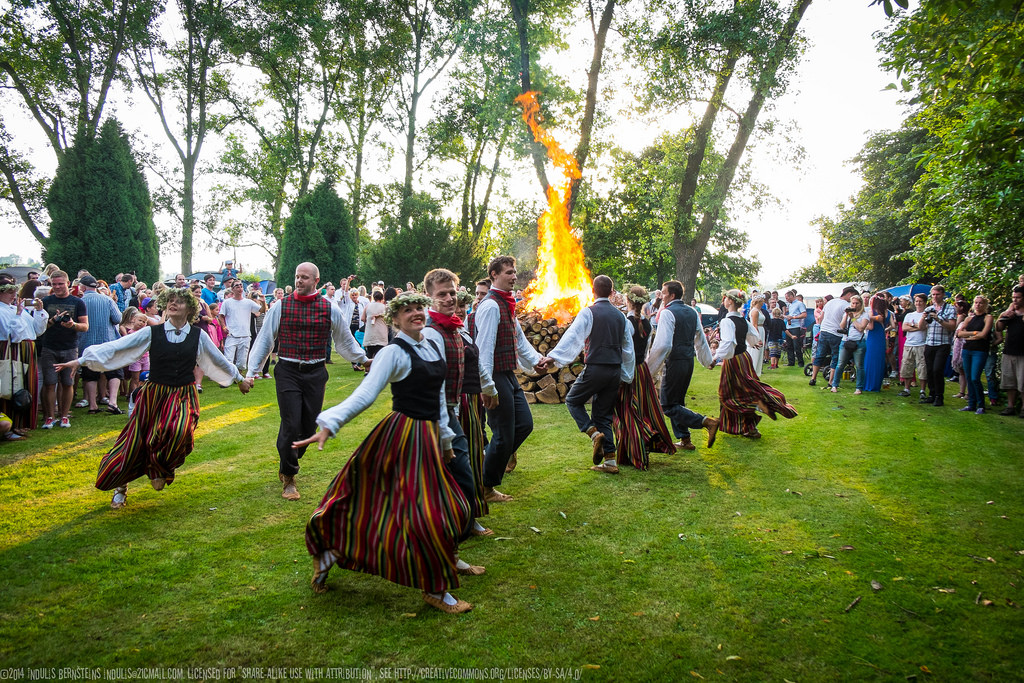 ©2014 INDULIS BERNSTEINS INDULIS@2ICMAIL.COM. LICENSED FOR "SHARE-ALIKE USE WITH ATTRIBUTION", SEE HTTP://CREATIVECOMMONS.ORG/LICENSES/BY-SA/4.0/